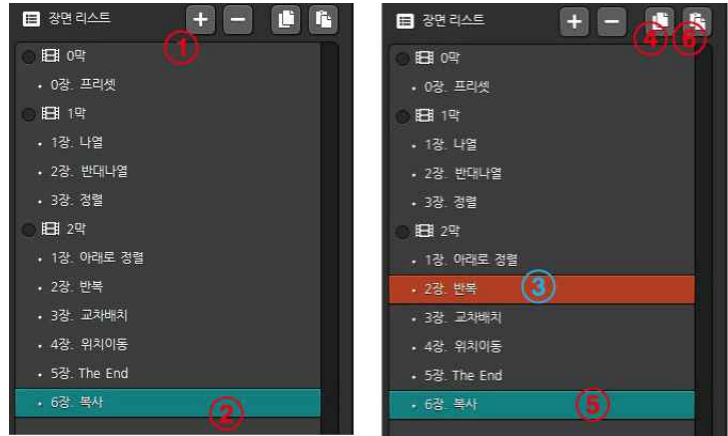 장면 리스트
①
0막
0장. 프리셋
1막
1장. 나열
2장. 반대나열
3장. 정렬
2막
1장. 아래로 정렬
2장. 반복
3장. 교차배치
4장. 위치이동
5장. The End
6장. 복사
②
장면 리스트
④ ⑥
0막
0장. 프리셋
1막
1장. 나열
2장. 반대나열
3장. 정렬
2막
1장. 아래로 정렬
2장. 반복
③
3장. 교차배치
4장. 위치이동
5장. The End
6장. 복사
⑤